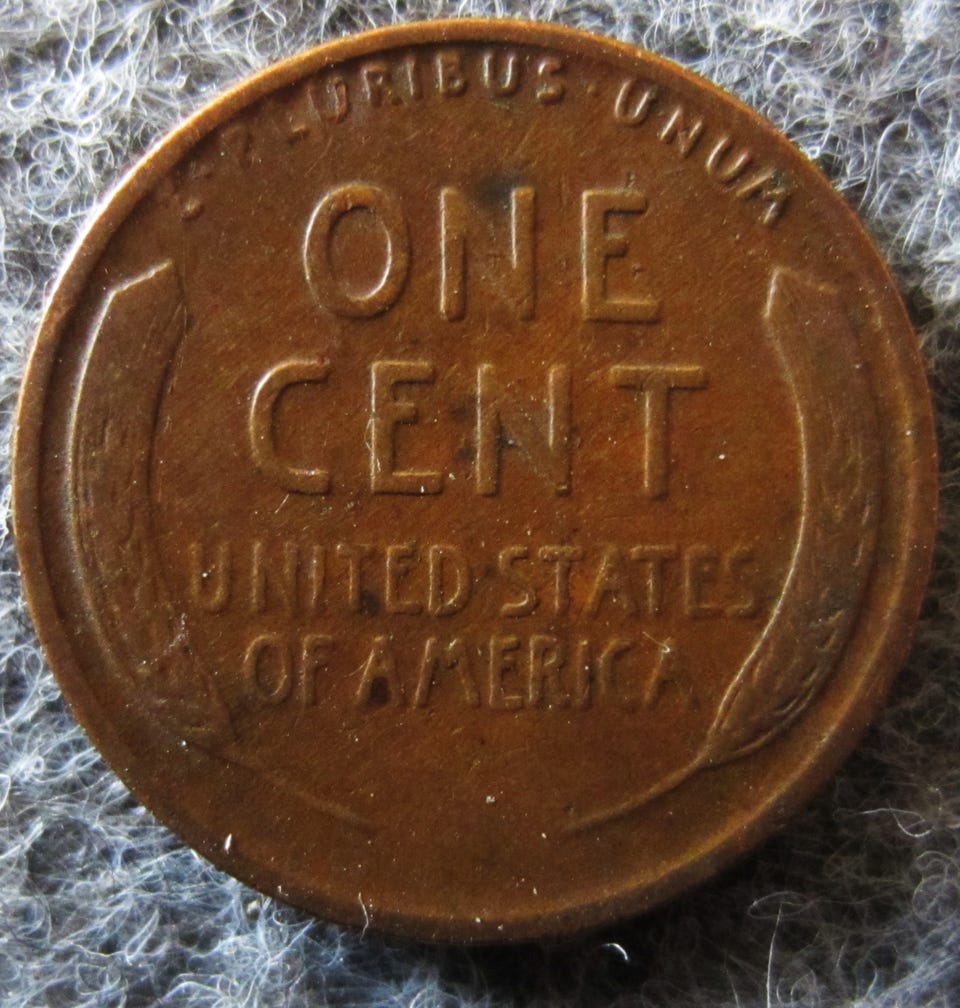 E · PLURIBUS · UNUM
ONE
CENT
UNITED STATES
OF AMERICA